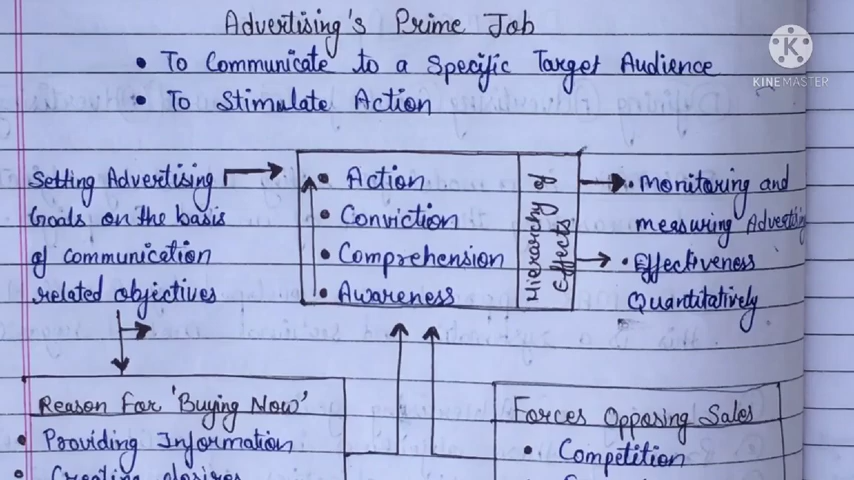 Advertising's Prime Job
• To Communicate to a Specific Target Audience
• To Stimulate Action
KINEMASTER
Setting Advertising
Goals on the basis
of communication
related objectives
• Action
• Conviction
• Comprehension
• Awareness
Hierarchy of
Effects
• Monitoring and
measuring Advertising
• Effectiveness
Quantitatively
Reason For 'Buying Now'
• Providing Information
• Creating desires
Forces Opposing Sales
• Competition